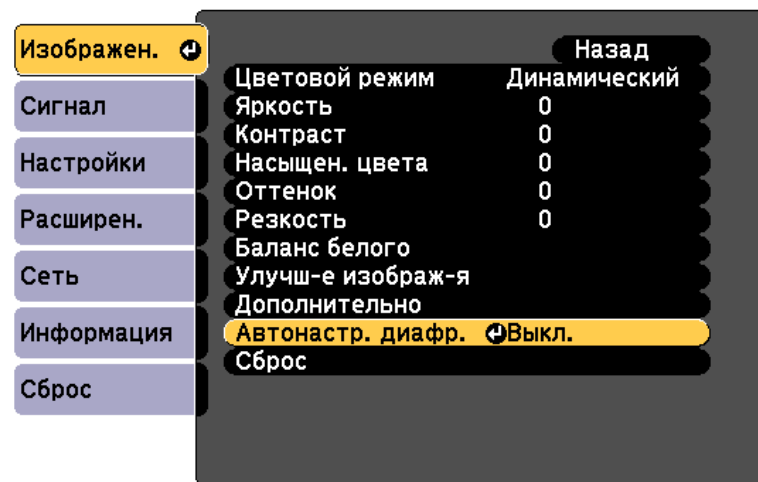 Изображен.
Сигнал
Настройки
Расширен.
Сеть
Информация
Сброс
Назад
Цветовой режим Динамический
Яркость 0
Контраст 0
Насыщен. цвета 0
Оттенок 0
Резкость 0
Баланс белого
Улучш-е изображ-я
Дополнительно
Автонастр. диафр. Выкл.
Сброс